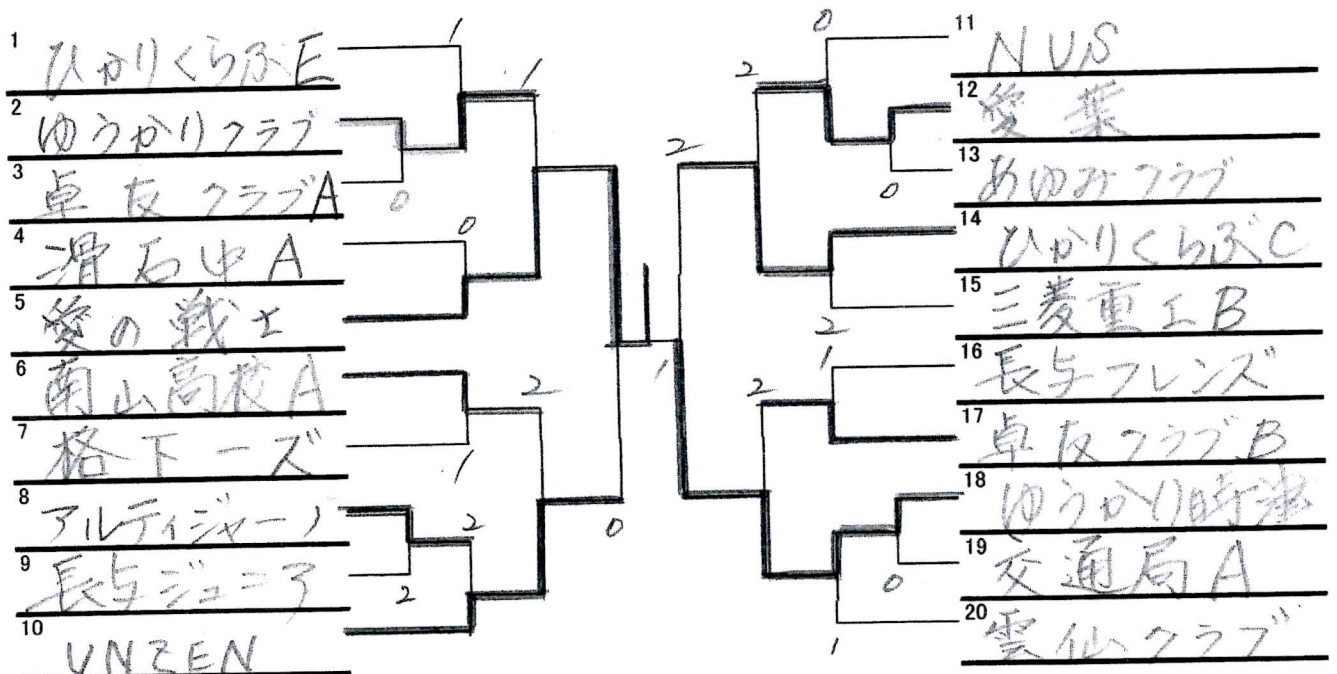 1 ひかりくらぶE
2 ゆうかりクラブ
3 卓友クラブA
4 滑石中A
5 愛の戦士
6 南山高校A
7 格下ーズ
8 アルティジャーノ
9 長与ジュニア
10 UNZEN
1
1
0
0
2
1
2
2
0
1
11 NUS
12 愛葉
13 あゆみクラブ
14 ひかりくらぶC
15 三菱重工B
16 長与フレンズ
17 卓友クラブB
18 ゆうかり時津
19 交通局A
20 雲仙クラブ
0
2
2
0
2
1
2
0
1